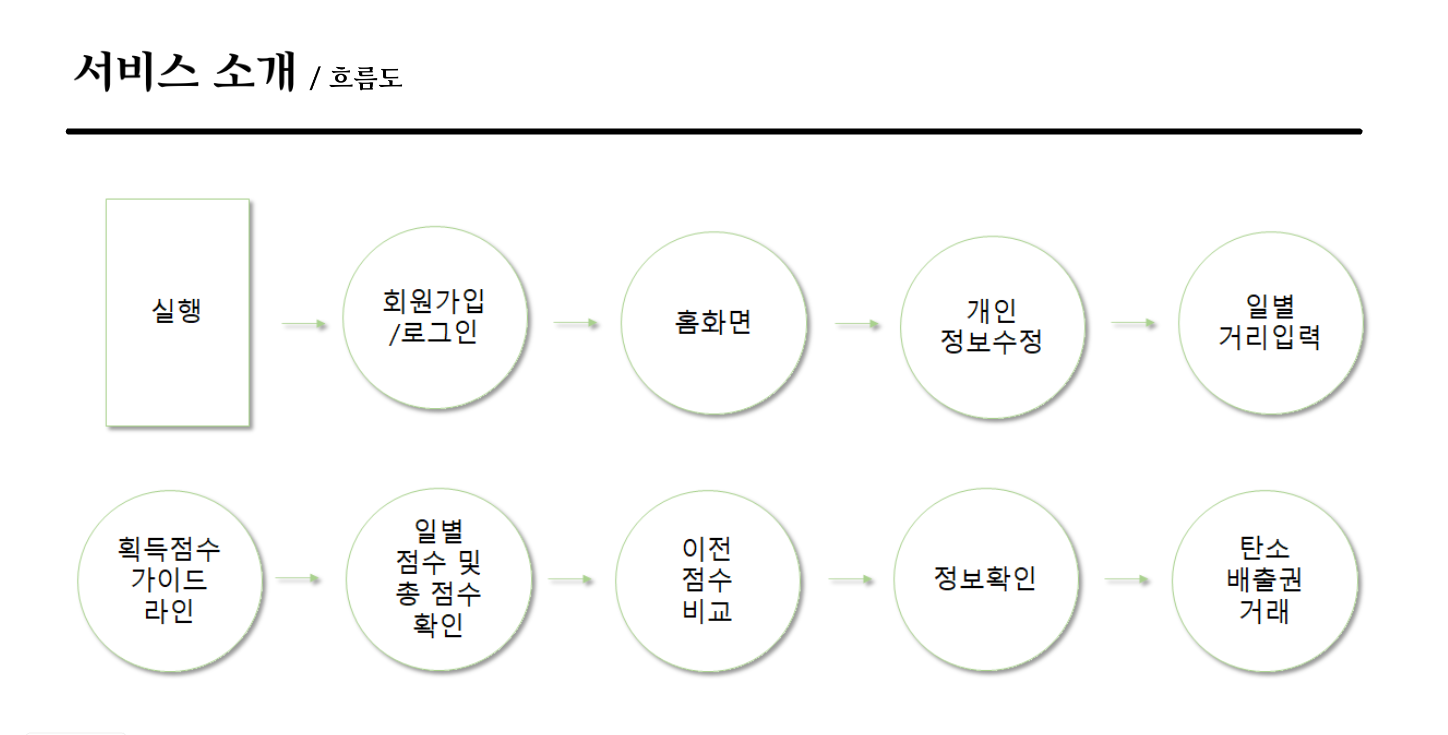 서비스 소개 / 흐름도
실행
회원가입
/로그인
홈화면
개인
정보수정
일별
거리입력
획득점수
가이드
라인
일별
점수 및
총 점수
확인
이전
점수
비교
정보확인
탄소
배출권
거래